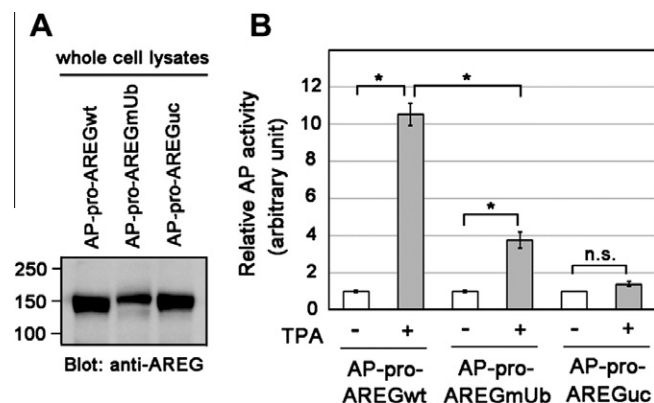 A
whole cell lysates
AP-pro-AREGwt
AP-pro-AREGmUb
AP-pro-AREGuc
250
150
100
Blot: anti-AREG
B
Relative AP activity
(arbitrary unit)
12
10
8
6
4
2
0
*
*
*
n.s.
TPA - + - + - +
AP-pro-
AREGwt
AP-pro-
AREGmUb
AP-pro-
AREGuc